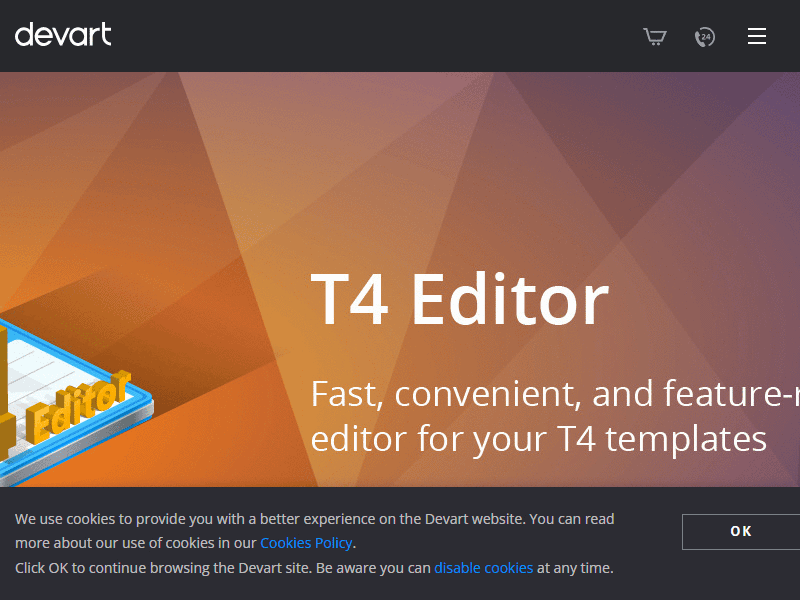 devart
24
T4 Editor
Fast, convenient, and feature-r
editor for your T4 templates
Editor
We use cookies to provide you with a better experience on the Devart website. You can read
more about our use of cookies in our Cookies Policy.
Click OK to continue browsing the Devart site. Be aware you can disable cookies at any time.
OK